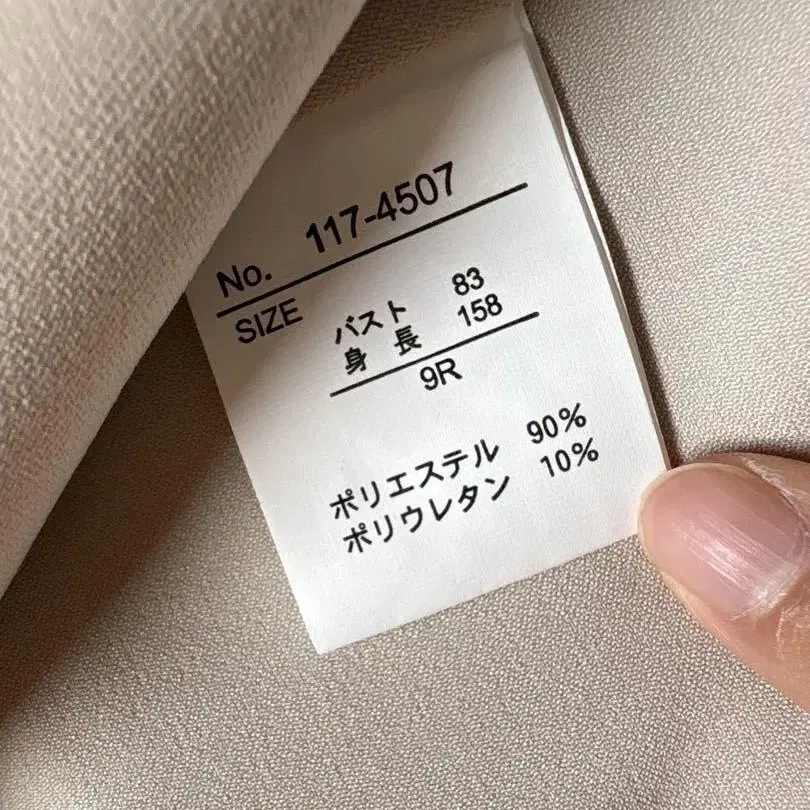 No. 117-4507
SIZE バスト 83
身長 158
9R
ポリエステル 90%
ポリウレタン 10%